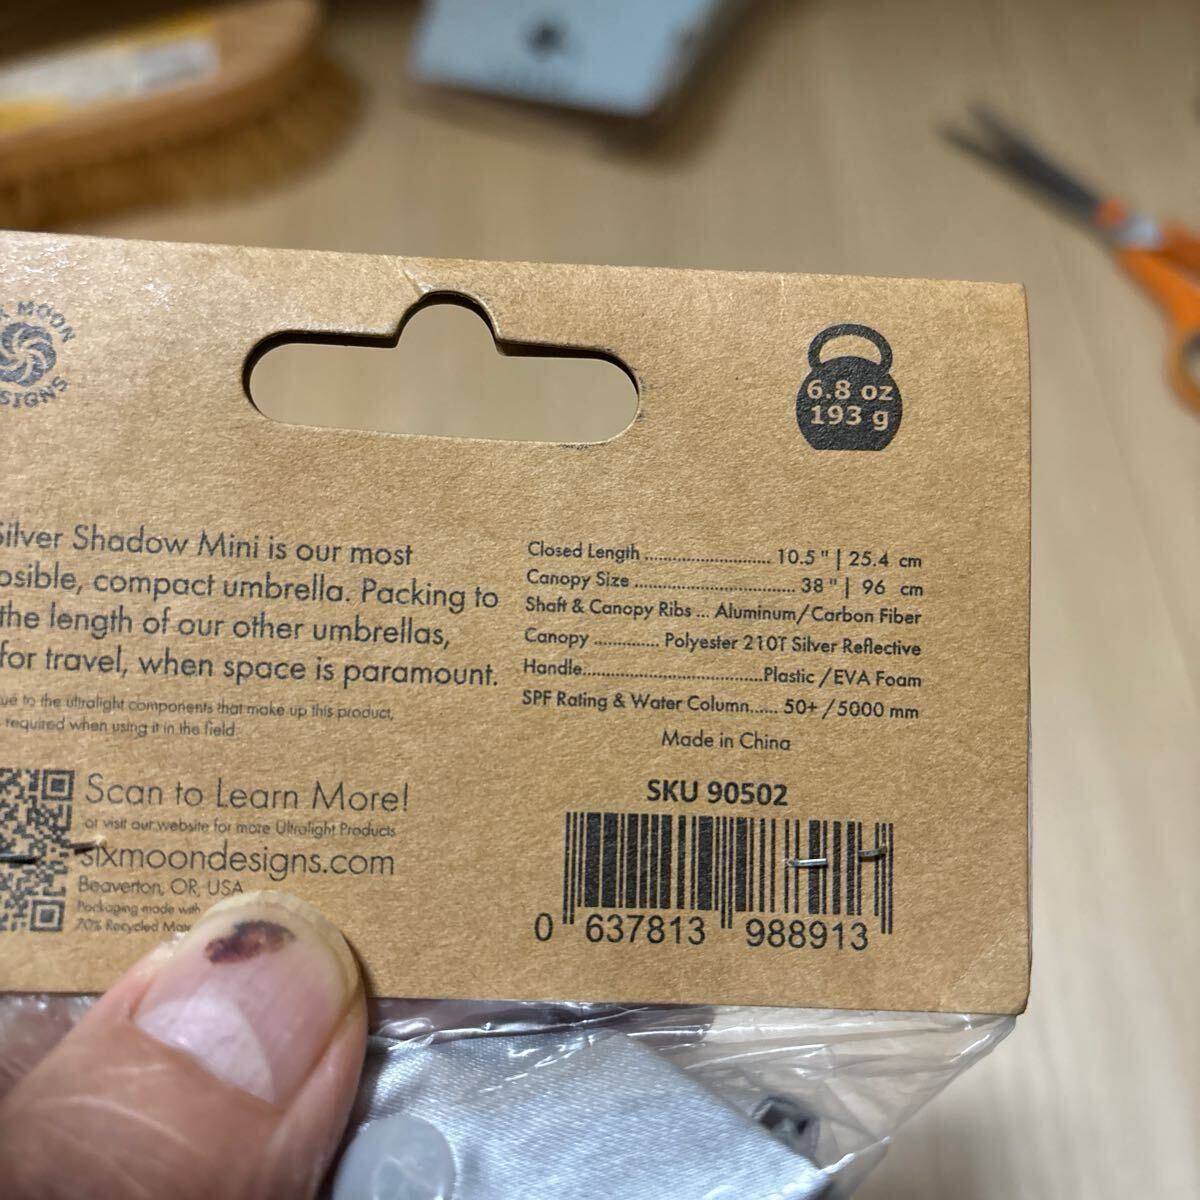 MOON
6.8 oz
193 g
Silver Shadow Mini is our most
compact umbrella. Packing to
the length of our other umbrellas,
for travel, when space is paramount.
to the ultralight components that make up this product,
required when using it in the field
Closed Length ........................... 10.5 " | 25.4 cm
Canopy Size .................................. 38 " | 96 cm
Shaft & Canopy Ribs ... Aluminum/Carbon Fiber
Canopy ............. Polyester 210T Silver Reflective
Handle......................................Plastic /EVA Foam
SPF Rating & Water Column...... 50+ / 5000 mm
Made in China
Scan to Learn More!
or visit our website for more Ultralight Products
sixmoondesigns.com
Beaverton, OR, USA
Packaging made with
70% Recycled
SKU 90502
0 637813 988913